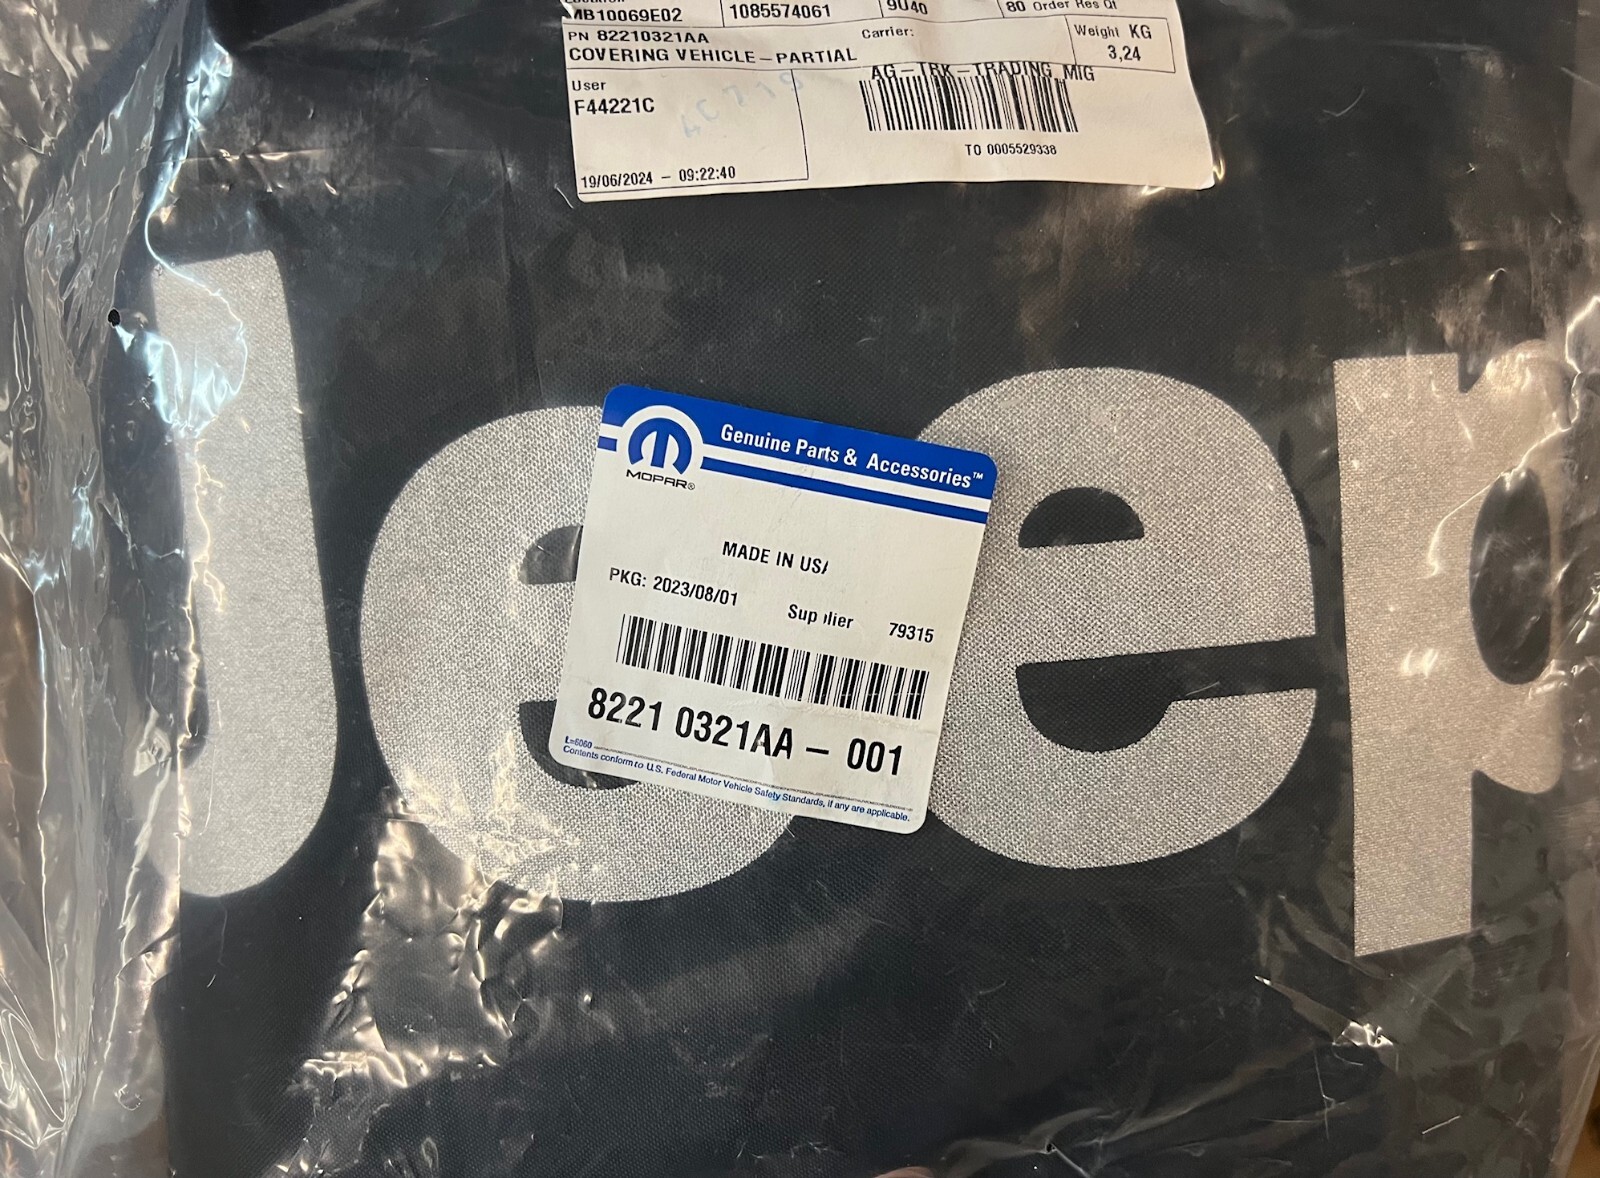 MB10069E02 1085574061 9U40 80 Order Res Qt
PN 82210321AA Carrier: Weight KG
COVERING VEHICLE-PARTIAL 3,24
AG-TRK-TRADING MIG
User
F44221C
TO 0005529338
19/06/2024 - 09:22:40
Jeep
Genuine Parts & Accessories™
MOPAR®
MADE IN USA
PKG: 2023/08/01 Supplier 79315
8221 0321AA - 001
L=6060
Contents conform to U.S. Federal Motor Vehicle Safety Standards, if any are applicable.